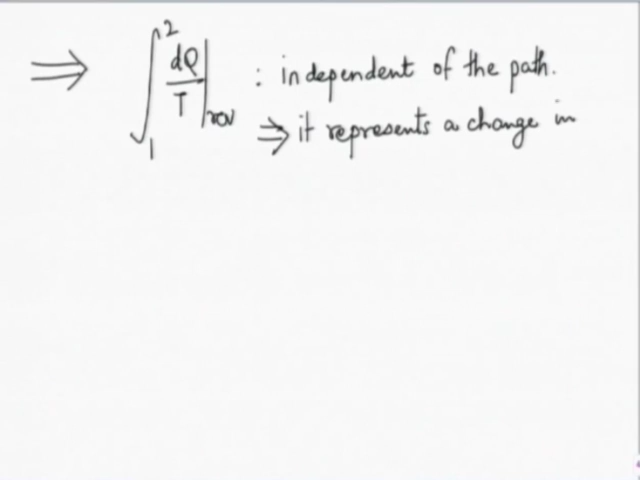 ⇒ ∫₁² dQ/T |rev : independent of the path.
⇒ it represents a change in